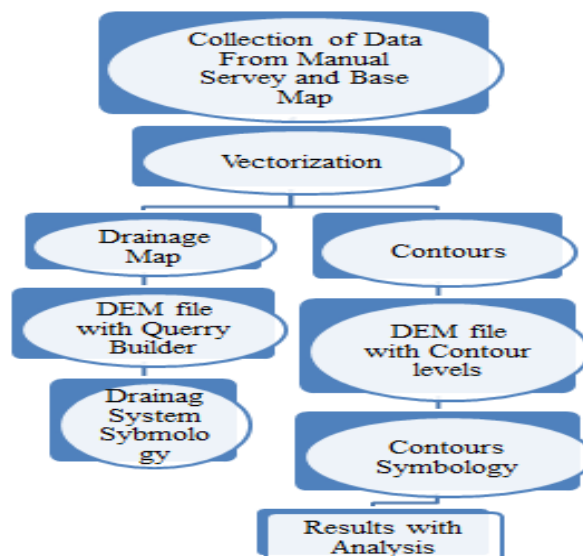 Collection of Data
From Manual
Servey and Base
Map
Vectorization
Drainage
Map
DEM file
with Querry
Builder
Drainag
System
Sybmolo
gy
Contours
DEM file
with Contour
levels
Contours
Symbology
Results with
Analysis